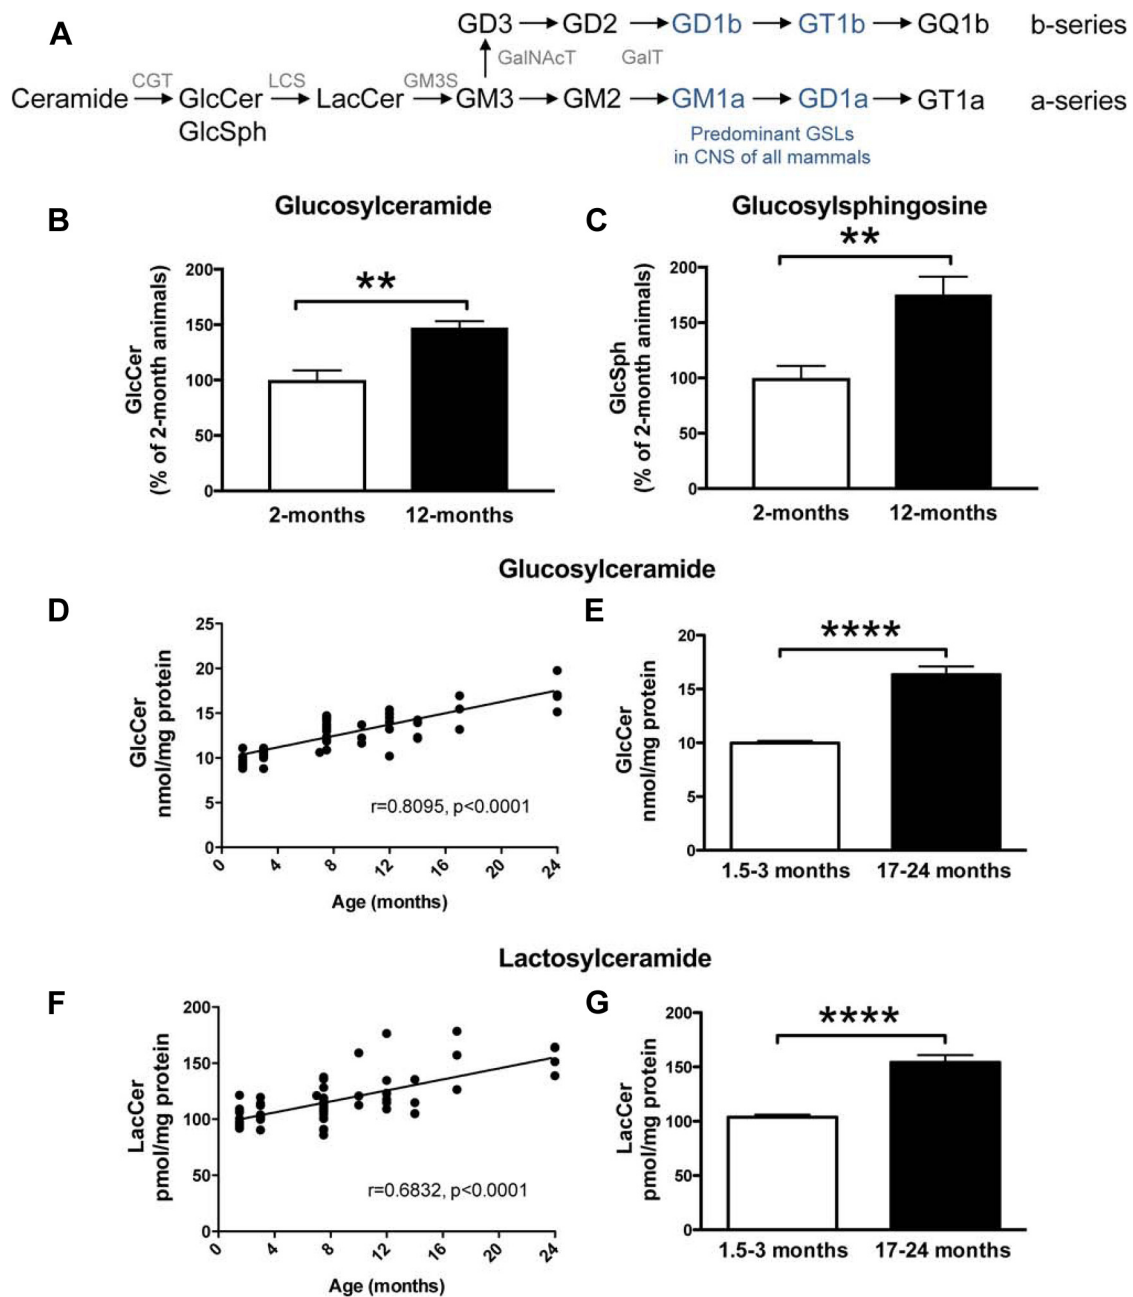 A
GD3 GD2 GD1b GT1b GQ1b b-series
GalNAcT GalT
CGT LCS GM3S
Ceramide GlcCer LacCer GM3 GM2 GM1a GD1a GT1a a-series
GlcSph
Predominant GSLs
in CNS of all mammals
B
Glucosylceramide
GlcCer
(% of 2-month animals)
200
150
100
50
0
**
2-months 12-months
C
Glucosylsphingosine
GlcSph
(% of 2-month animals)
200
150
100
50
0
**
2-months 12-months
Glucosylceramide
D
GlcCer
nmol/mg protein
25
20
15
10
5
0
r=0.8095, p<0.0001
0 4 8 12 16 20 24
Age (months)
E
GlcCer
nmol/mg protein
20
15
10
5
0
****
1.5-3 months 17-24 months
Lactosylceramide
F
LacCer
pmol/mg protein
200
150
100
50
0
r=0.6832, p<0.0001
0 4 8 12 16 20 24
Age (months)
G
LacCer
pmol/mg protein
200
150
100
50
0
****
1.5-3 months 17-24 months